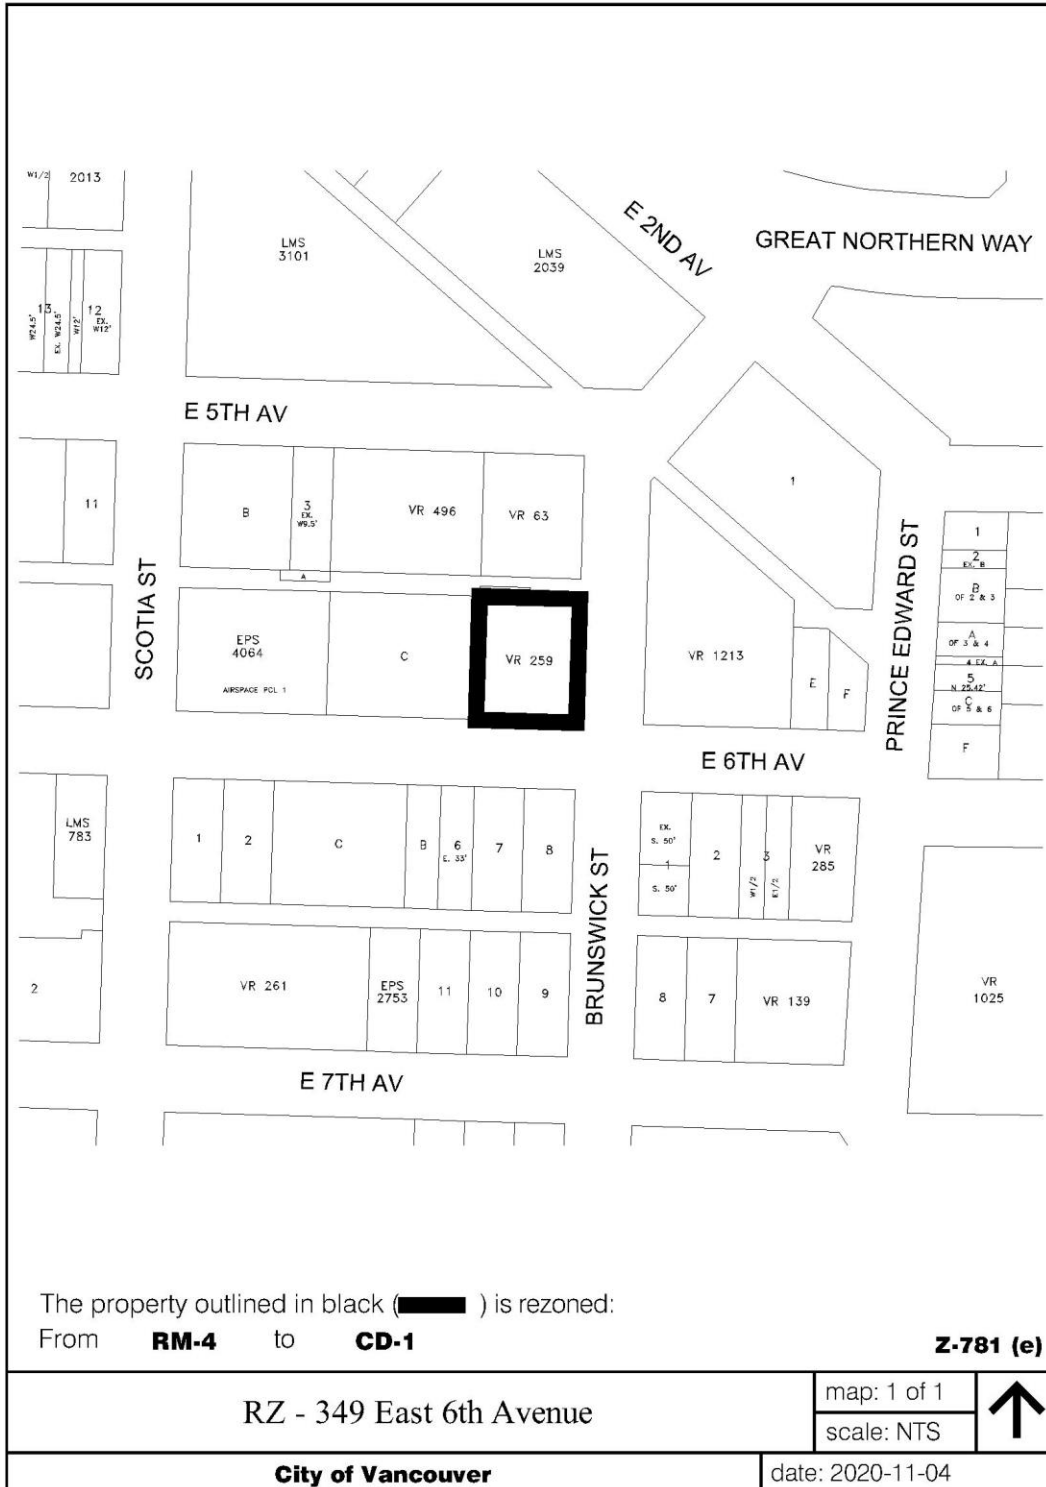 W1/2
2013
LMS
3101
LMS
2039
E 2ND AV
GREAT NORTHERN WAY
13
12
W24.5'
EX. W24.5'
W12'
EX.
W12'
E 5TH AV
11
B
3
EX.
W9.5'
VR 496
VR 63
A
1
SCOTIA ST
EPS
4064
AIRSPACE PCL 1
C
VR 259
VR 1213
E
F
PRINCE EDWARD ST
1
2
EX. B
B
OF 2 & 3
A
OF 3 & 4
4 EX. A
5
N 25.42'
C
OF 5 & 6
F
E 6TH AV
LMS
783
1
2
C
B
6
E. 33'
7
8
BRUNSWICK ST
EX.
S. 50'
1
S. 50'
2
3
W1/2
E1/2
VR
285
2
VR 261
EPS
2753
11
10
9
8
7
VR 139
VR
1025
E 7TH AV
The property outlined in black ( ) is rezoned:
From RM-4 to CD-1
Z-781 (e)
RZ - 349 East 6th Avenue
map: 1 of 1
scale: NTS
City of Vancouver
date: 2020-11-04